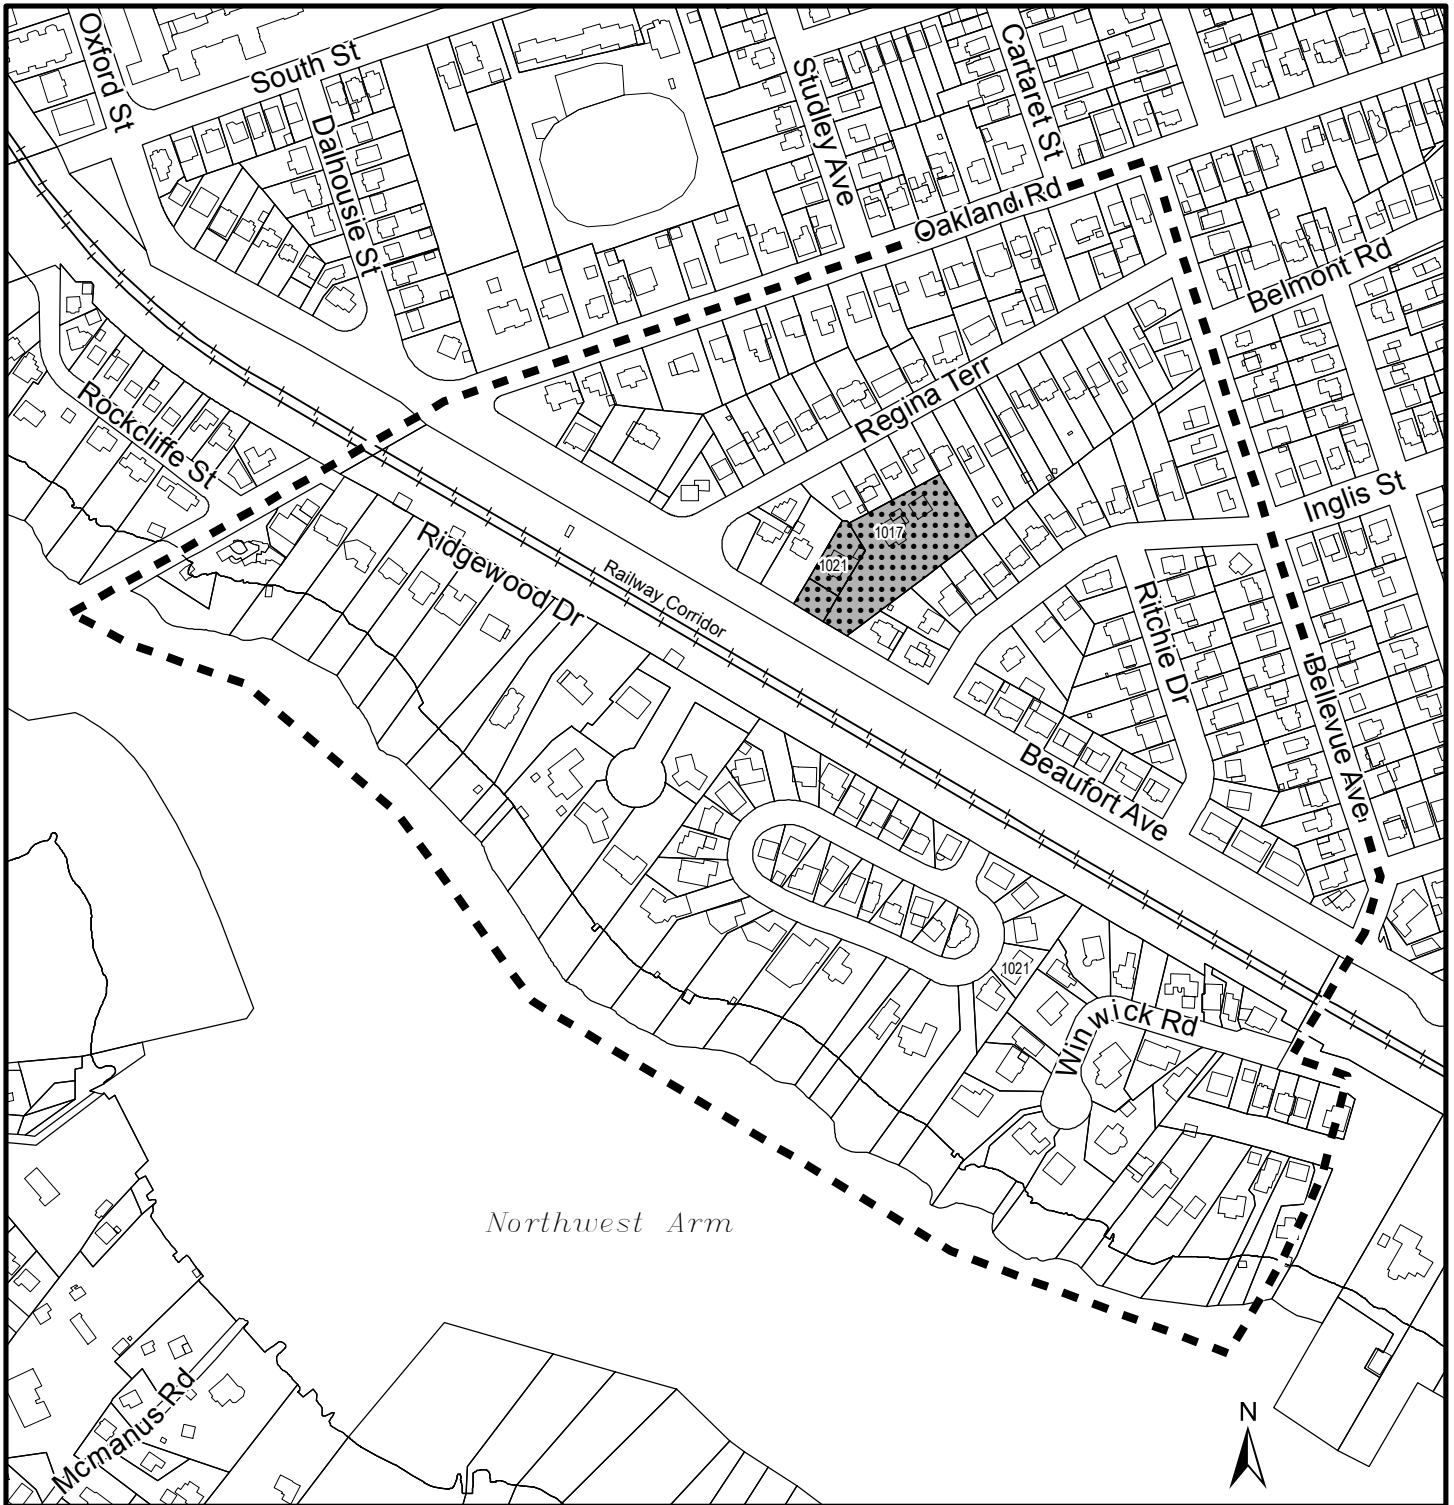 Oxford St
South St
Dalhousie St
Studley Ave
Cartaret St
Oakland Rd
Belmont Rd
Rockcliffe St
Regina Terr
Inglis St
1017
1021
Ridgewood Dr
Railway Corridor
Ritchie Dr
Bellevue Ave
Beaufort Ave
1021
Winwick Rd
Northwest Arm
Mcmanus Rd
N